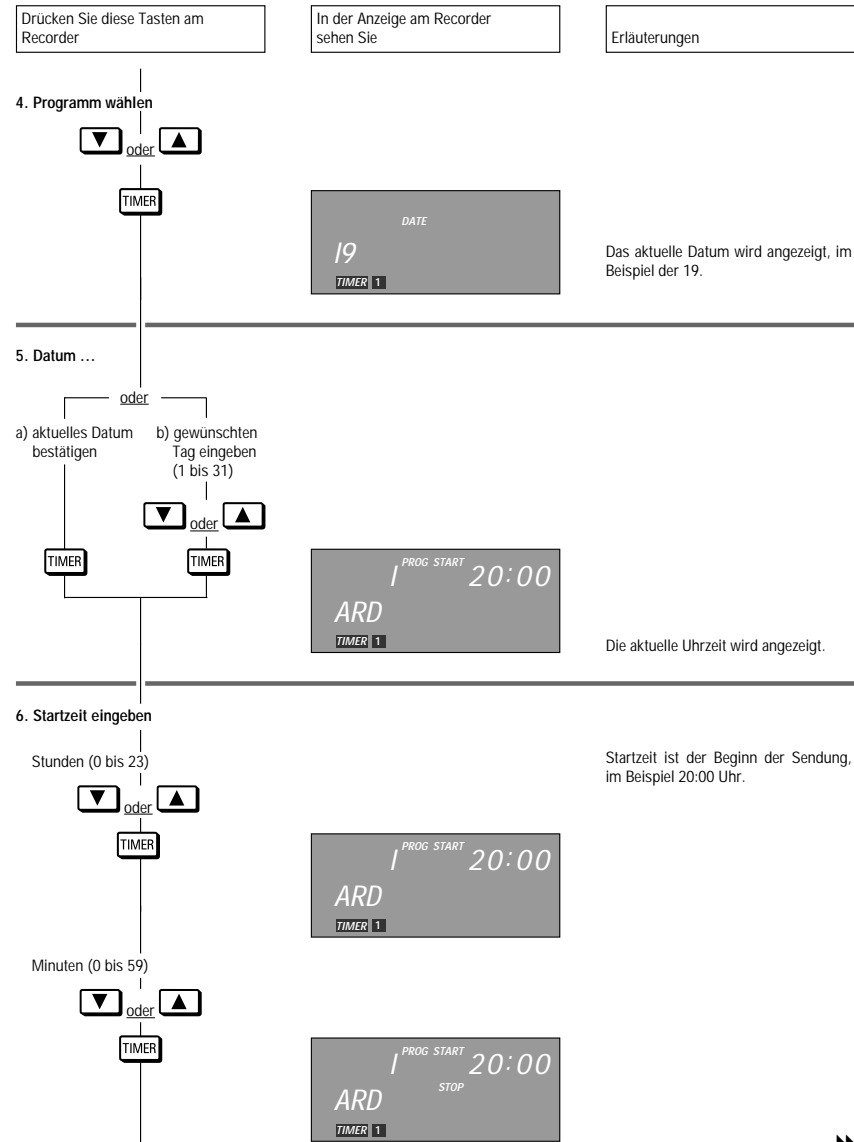 Drücken Sie diese Tasten am
Recorder
In der Anzeige am Recorder
sehen Sie
Erläuterungen
4. Programm wählen
oder
TIMER
DATE
19
TIMER 1
Das aktuelle Datum wird angezeigt, im
Beispiel der 19.
5. Datum ...
oder
a) aktuelles Datum
bestätigen
b) gewünschten
Tag eingeben
(1 bis 31)
oder
TIMER
TIMER
1 PROG START 20:00
ARD
TIMER 1
Die aktuelle Uhrzeit wird angezeigt.
6. Startzeit eingeben
Stunden (0 bis 23)
oder
TIMER
Startzeit ist der Beginn der Sendung,
im Beispiel 20:00 Uhr.
1 PROG START 20:00
ARD
TIMER 1
Minuten (0 bis 59)
oder
TIMER
1 PROG START 20:00
ARD STOP
TIMER 1